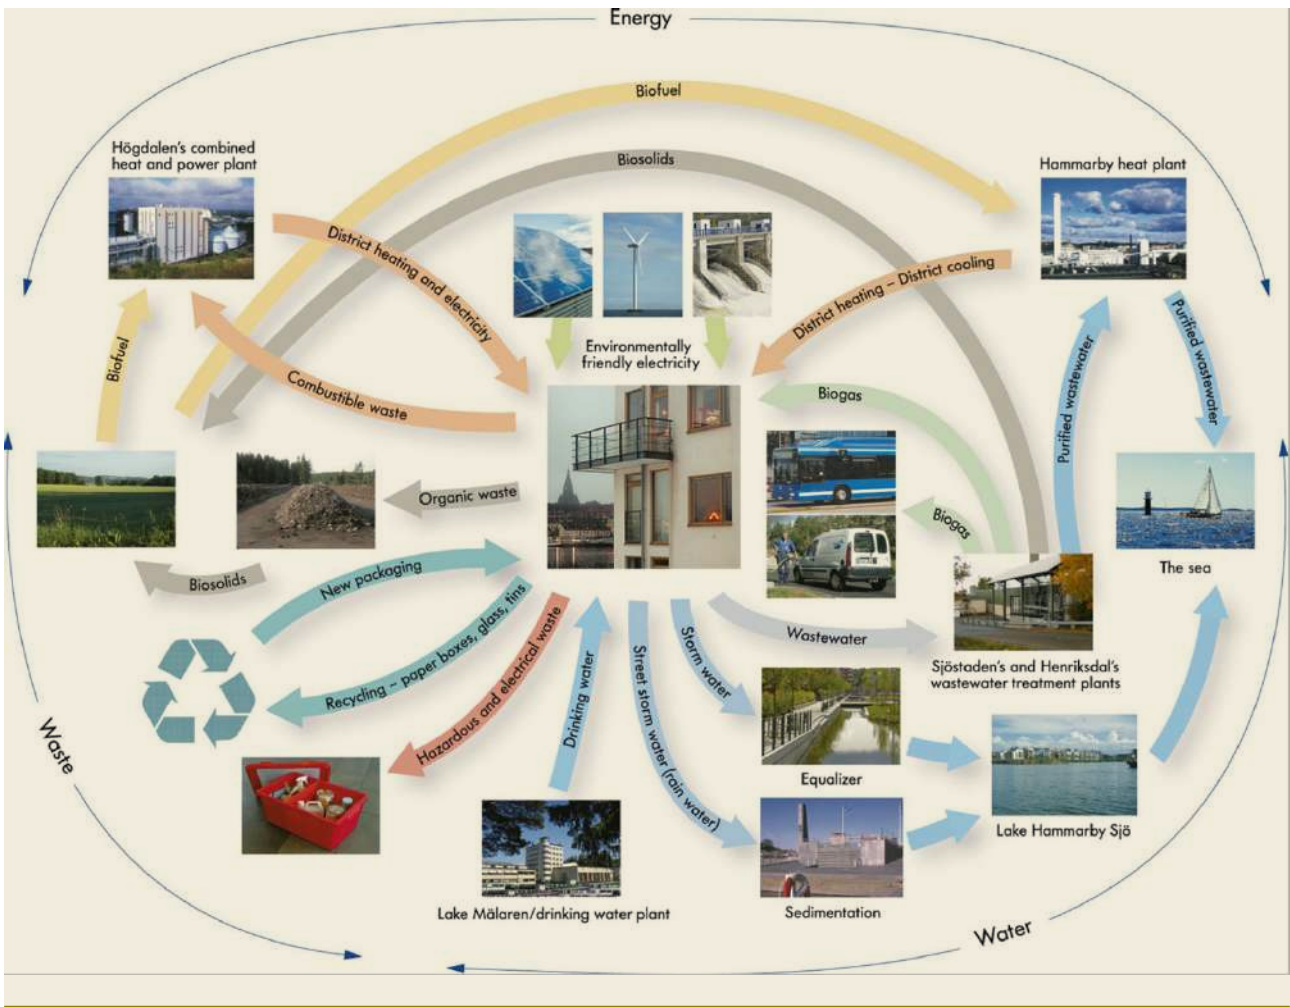 Energy
Biofuel
Högdalen's combined
heat and power plant
Biosolids
Hammarby heat plant
District heating and electricity
District heating – District cooling
Purified wastewater
Environmentally
friendly electricity
Biofuel
Combustible waste
Biogas
Purified wastewater
Organic waste
Biogas
The sea
Biosolids
New packaging
Recycling – paper boxes, glass, tins
Hazardous and electrical waste
Drinking water
Street storm water (rain water)
Storm water
Wastewater
Sjöstaden's and Henriksdal's
wastewater treatment plants
Waste
Equalizer
Lake Hammarby Sjö
Lake Mälaren/drinking water plant
Sedimentation
Water